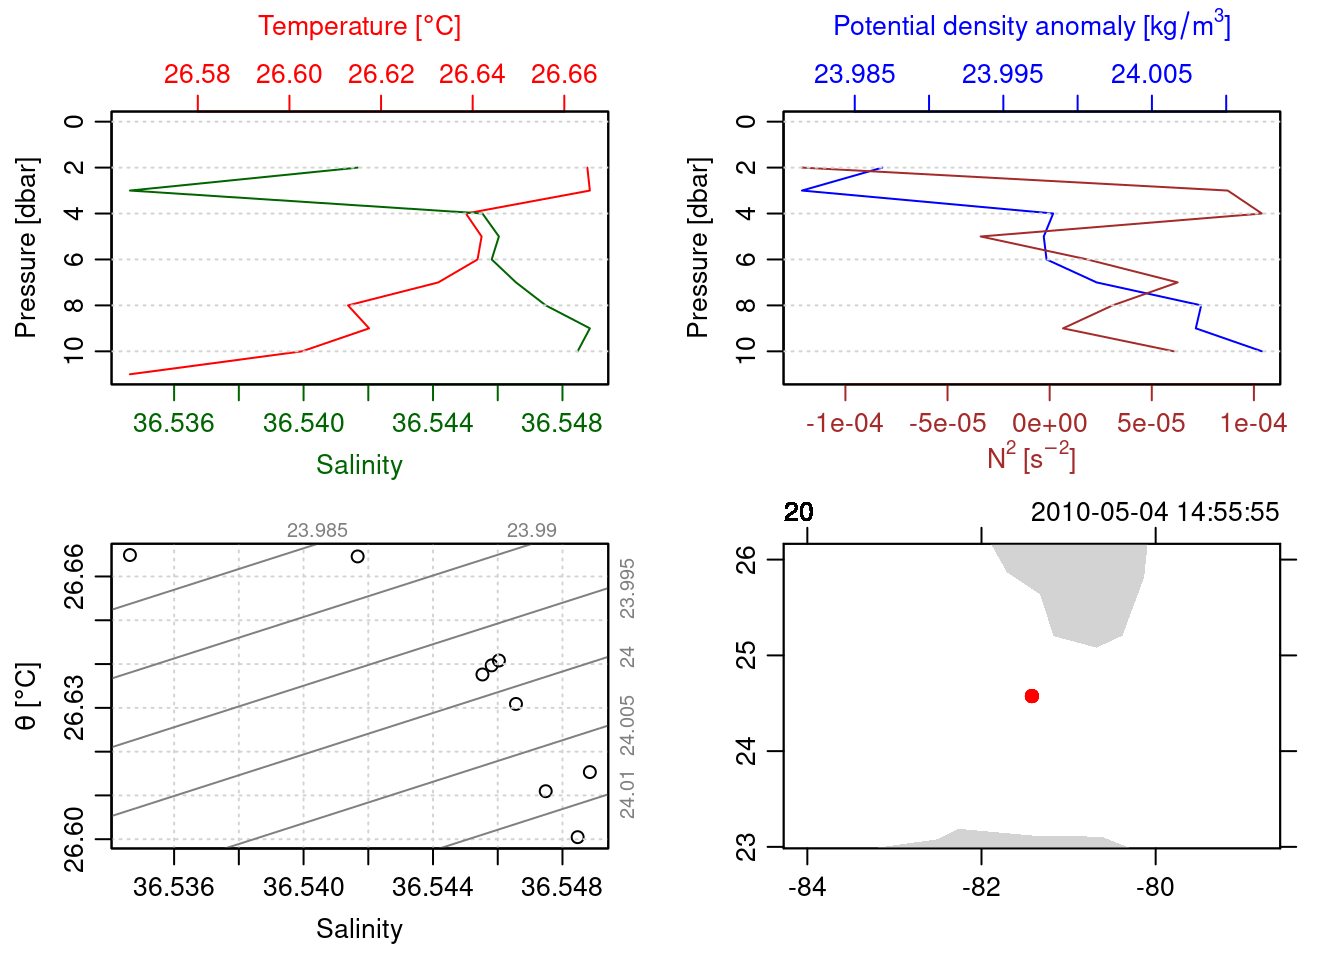 Temperature [°C]
26.58 26.60 26.62 26.64 26.66
Pressure [dbar]
0
2
4
6
8
10
36.536 36.540 36.544 36.548
Salinity
Potential density anomaly [kg/m³]
23.985 23.995 24.005
Pressure [dbar]
0
2
4
6
8
10
-1e-04 -5e-05 0e+00 5e-05 1e-04
N² [s⁻²]
23.985 23.99
θ [°C]
26.66
26.63
26.60
23.995
24
24.005
24.01
36.536 36.540 36.544 36.548
Salinity
20 2010-05-04 14:55:55
26
25
24
23
-84 -82 -80